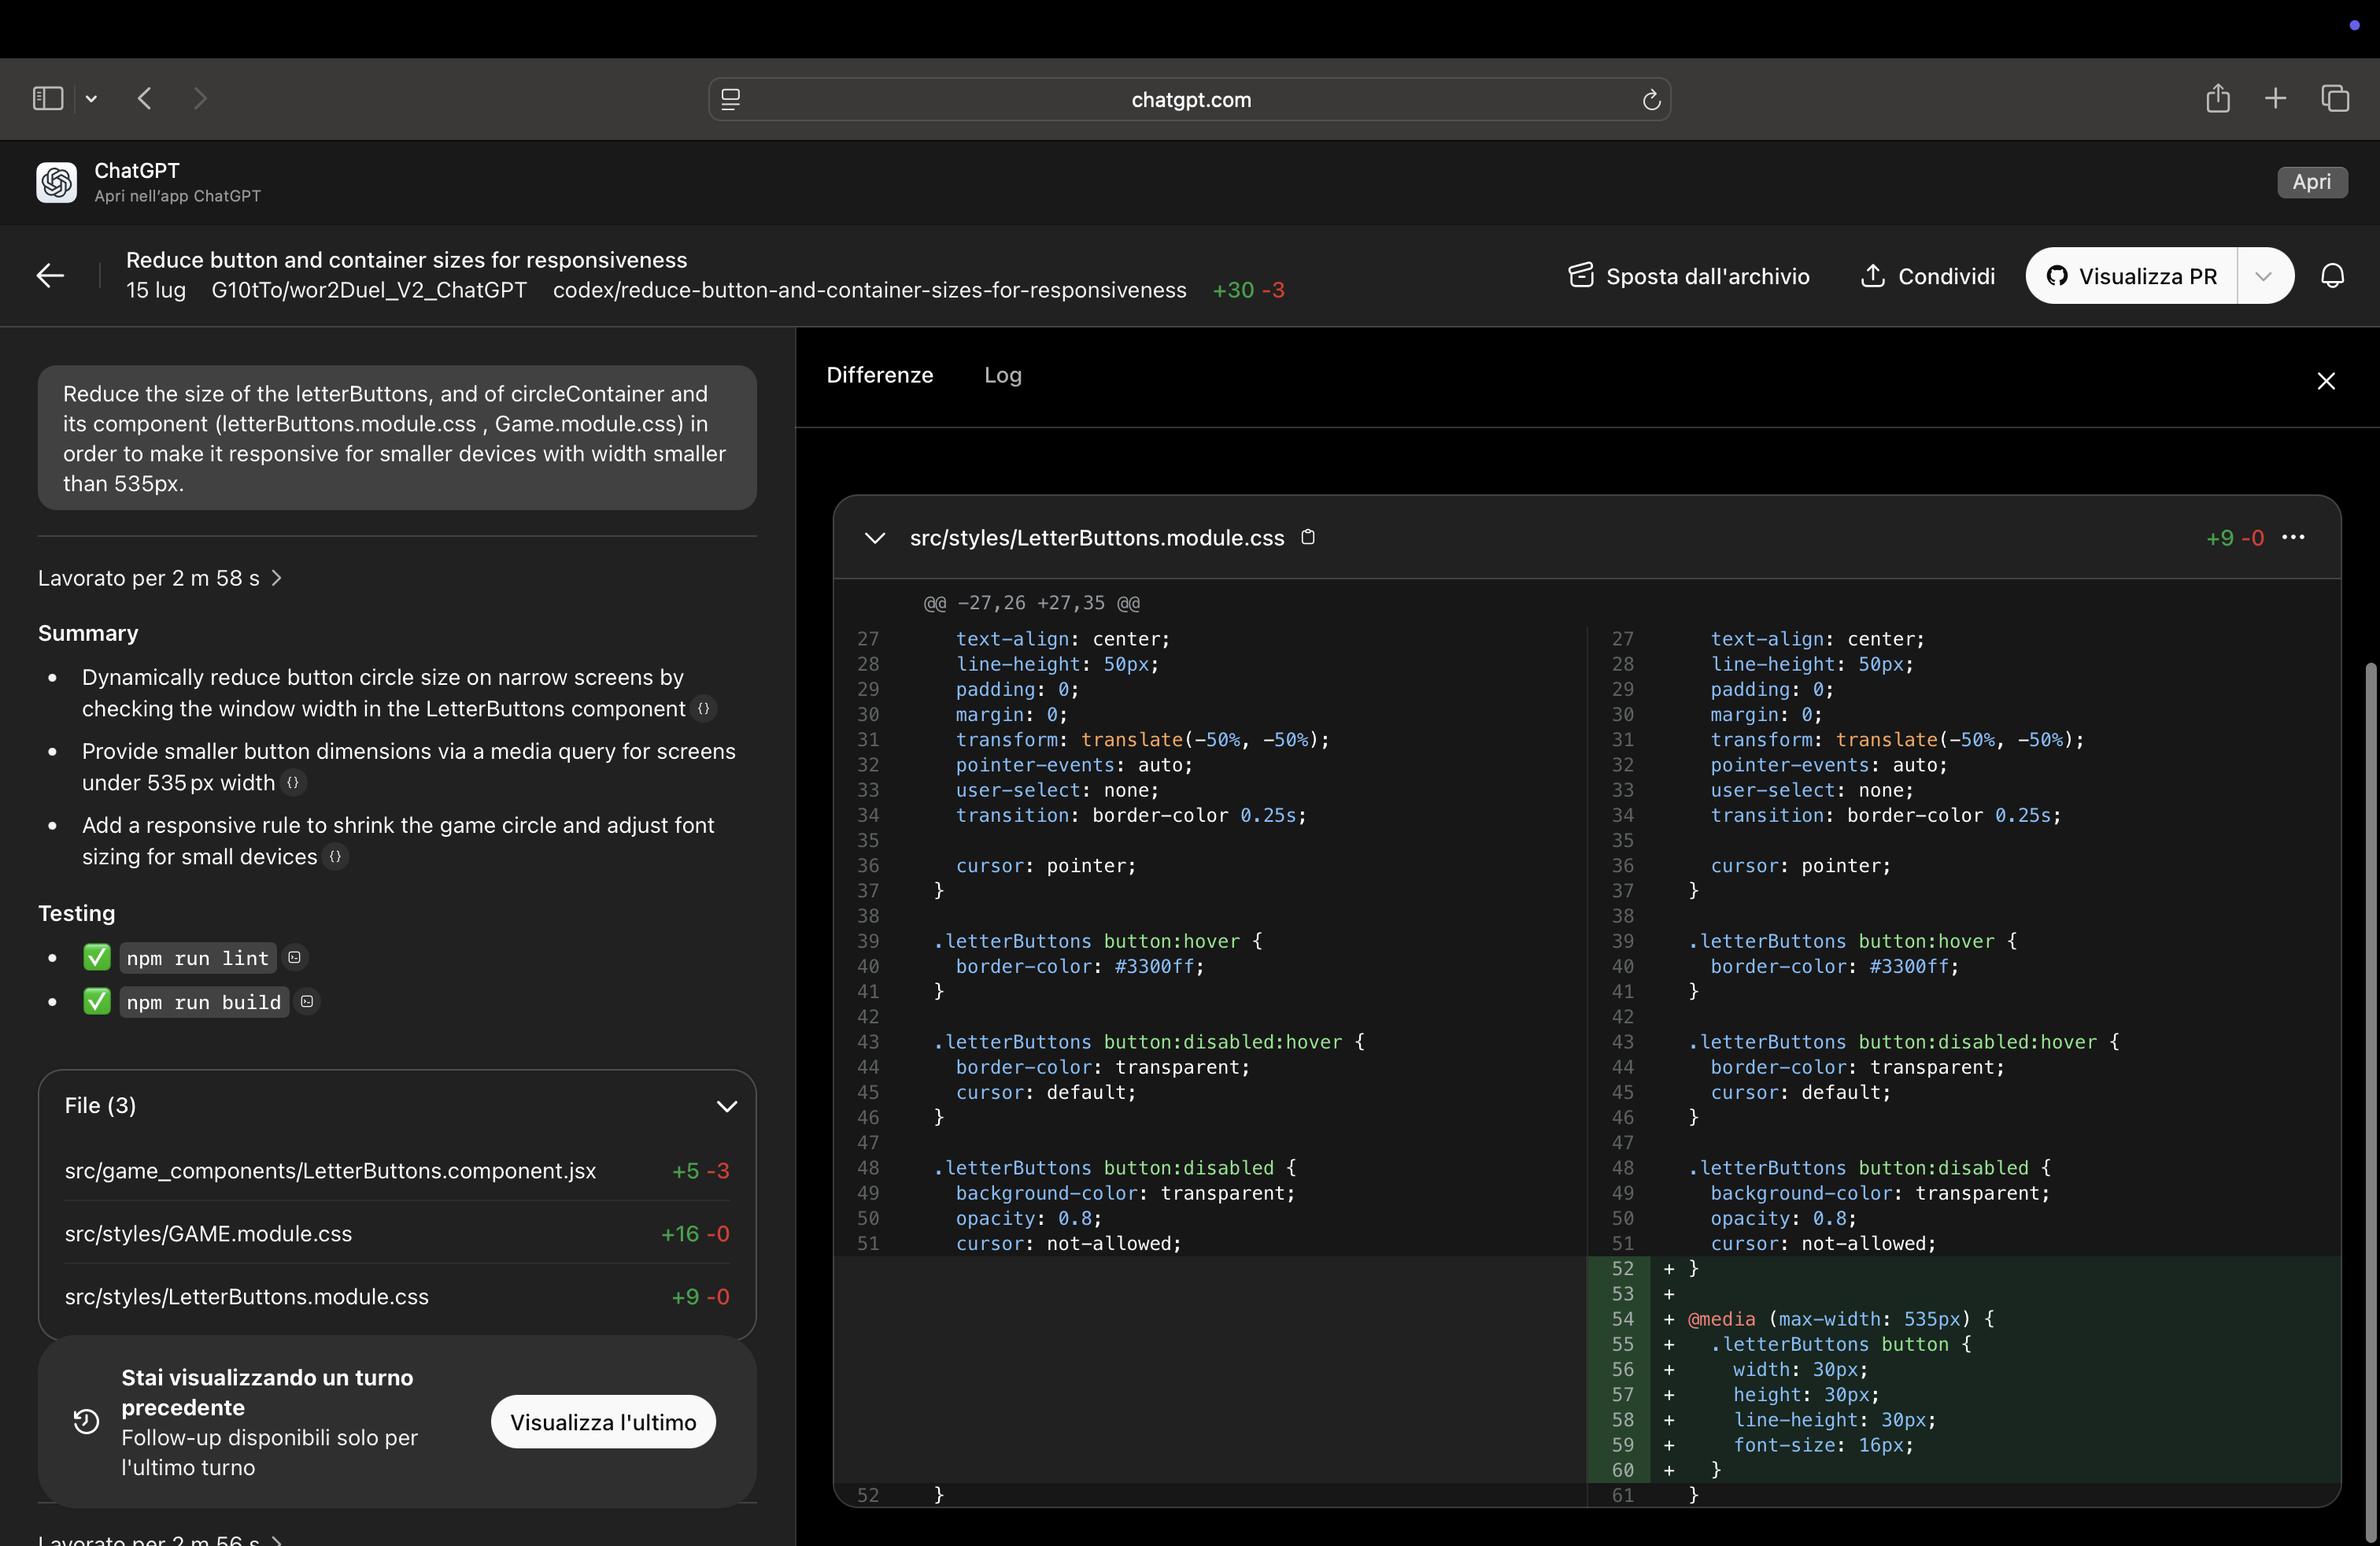 chatgpt.com
ChatGPT
Apri nell'app ChatGPT
Apri
Reduce button and container sizes for responsiveness
15 lug G10tTo/wor2Duel_V2_ChatGPT codex/reduce-button-and-container-sizes-for-responsiveness +30 -3
Sposta dall'archivio
Condividi
Visualizza PR
Reduce the size of the letterButtons, and of circleContainer and
its component (letterButtons.module.css , Game.module.css) in
order to make it responsive for smaller devices with width smaller
than 535px.
Lavorato per 2 m 58 s
Summary
• Dynamically reduce button circle size on narrow screens by
checking the window width in the LetterButtons component {}
• Provide smaller button dimensions via a media query for screens
under 535 px width {}
• Add a responsive rule to shrink the game circle and adjust font
sizing for small devices {}
Testing
• ✅ npm run lint
• ✅ npm run build
File (3)
src/game_components/LetterButtons.component.jsx +5 -3
src/styles/GAME.module.css +16 -0
src/styles/LetterButtons.module.css +9 -0
Stai visualizzando un turno
precedente
Follow-up disponibili solo per
l'ultimo turno
Visualizza l'ultimo
Lavorato per 2 m 56 s
Differenze Log
src/styles/LetterButtons.module.css +9 -0 ...
@@ -27,26 +27,35 @@
27 text-align: center;
28 line-height: 50px;
29 padding: 0;
30 margin: 0;
31 transform: translate(-50%, -50%);
32 pointer-events: auto;
33 user-select: none;
34 transition: border-color 0.25s;
35
36 cursor: pointer;
37 }
38
39 .letterButtons button:hover {
40 border-color: #3300ff;
41 }
42
43 .letterButtons button:disabled:hover {
44 border-color: transparent;
45 cursor: default;
46 }
47
48 .letterButtons button:disabled {
49 background-color: transparent;
50 opacity: 0.8;
51 cursor: not-allowed;
52 }
27 text-align: center;
28 line-height: 50px;
29 padding: 0;
30 margin: 0;
31 transform: translate(-50%, -50%);
32 pointer-events: auto;
33 user-select: none;
34 transition: border-color 0.25s;
35
36 cursor: pointer;
37 }
38
39 .letterButtons button:hover {
40 border-color: #3300ff;
41 }
42
43 .letterButtons button:disabled:hover {
44 border-color: transparent;
45 cursor: default;
46 }
47
48 .letterButtons button:disabled {
49 background-color: transparent;
50 opacity: 0.8;
51 cursor: not-allowed;
52 + }
53 +
54 + @media (max-width: 535px) {
55 + .letterButtons button {
56 + width: 30px;
57 + height: 30px;
58 + line-height: 30px;
59 + font-size: 16px;
60 + }
61 }